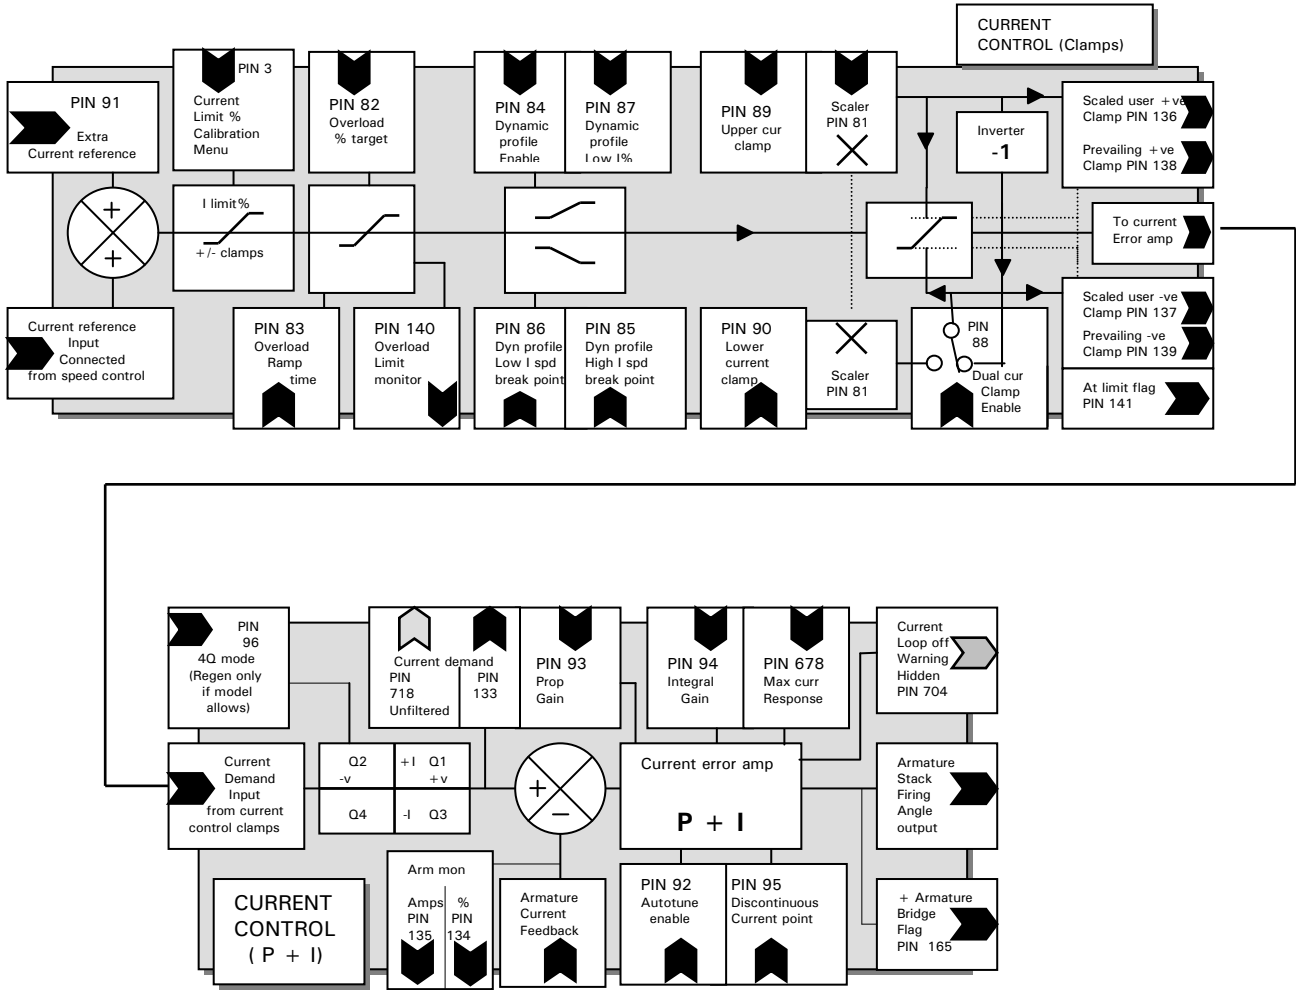 CURRENT
CONTROL (Clamps)
PIN 91
Extra
Current reference
PIN 3
Current
Limit %
Calibration
Menu
PIN 82
Overload
% target
PIN 84
Dynamic
profile
Enable
PIN 87
Dynamic
profile
Low I%
PIN 89
Upper cur
clamp
Scaler
PIN 81
Inverter
-1
Scaled user +ve
Clamp PIN 136
Prevailing +ve
Clamp PIN 138
+
+
I limit%
+/- clamps
To current
Error amp
Current reference
Input
Connected
from speed control
PIN 83
Overload
Ramp
time
PIN 140
Overload
Limit
monitor
PIN 86
Dyn profile
Low I spd
break point
PIN 85
Dyn profile
High I spd
break point
PIN 90
Lower
current
clamp
Scaler
PIN 81
PIN
88
Dual cur
Clamp
Enable
Scaled user -ve
Clamp PIN 137
Prevailing -ve
Clamp PIN 139
At limit flag
PIN 141
PIN
96
4Q mode
(Regen only
if model
allows)
Current demand
PIN
718
Unfiltered
PIN
133
PIN 93
Prop
Gain
PIN 94
Integral
Gain
PIN 678
Max curr
Response
Current
Loop off
Warning
Hidden
PIN 704
Current
Demand
Input
from current
control clamps
Q2
-v
+I
Q1
+v
Q4
-I
Q3
+
−
Current error amp
P + I
Armature
Stack
Firing
Angle
output
CURRENT
CONTROL
( P + I)
Arm mon
Amps
PIN
135
%
PIN
134
Armature
Current
Feedback
PIN 92
Autotune
enable
PIN 95
Discontinuous
Current point
+ Armature
Bridge
Flag
PIN 165